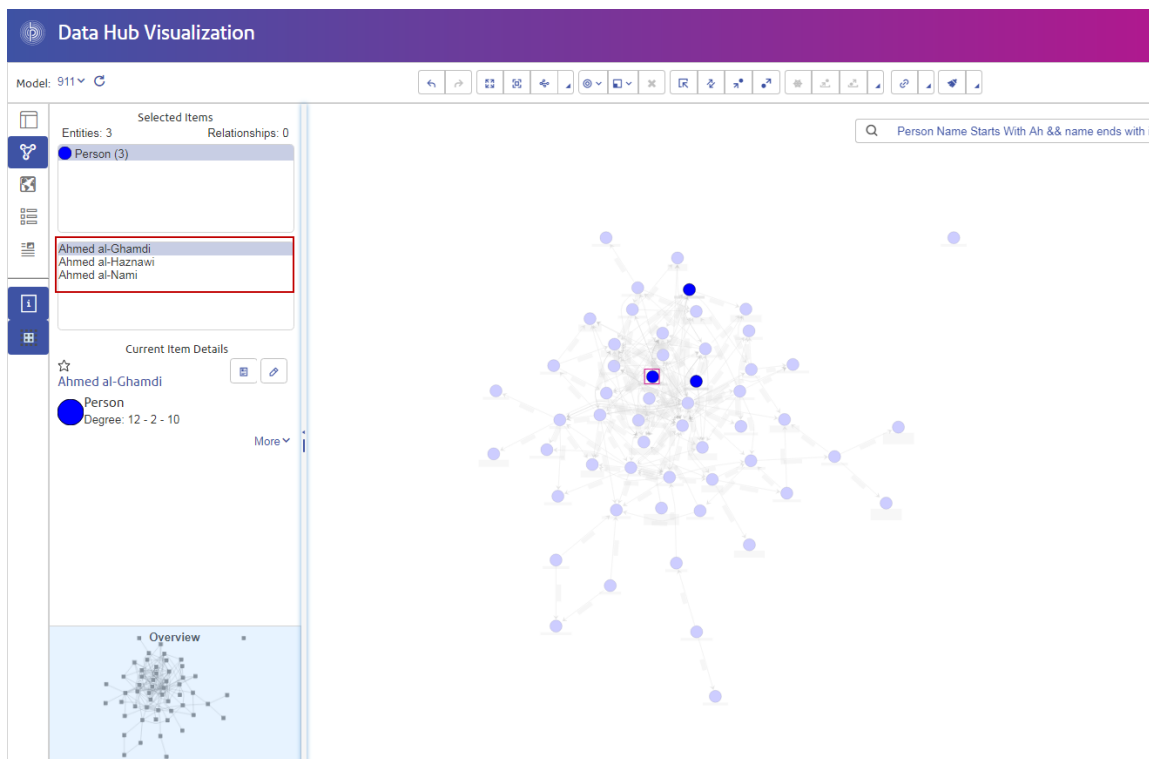 Data Hub Visualization
Model: 911
Selected Items
Entities: 3 Relationships: 0
Person (3)
Person Name Starts With Ah && name ends with
Ahmed al-Ghamdi
Ahmed al-Haznawi
Ahmed al-Nami
Current Item Details
Ahmed al-Ghamdi
Person
Degree: 12 - 2 - 10
More
Overview